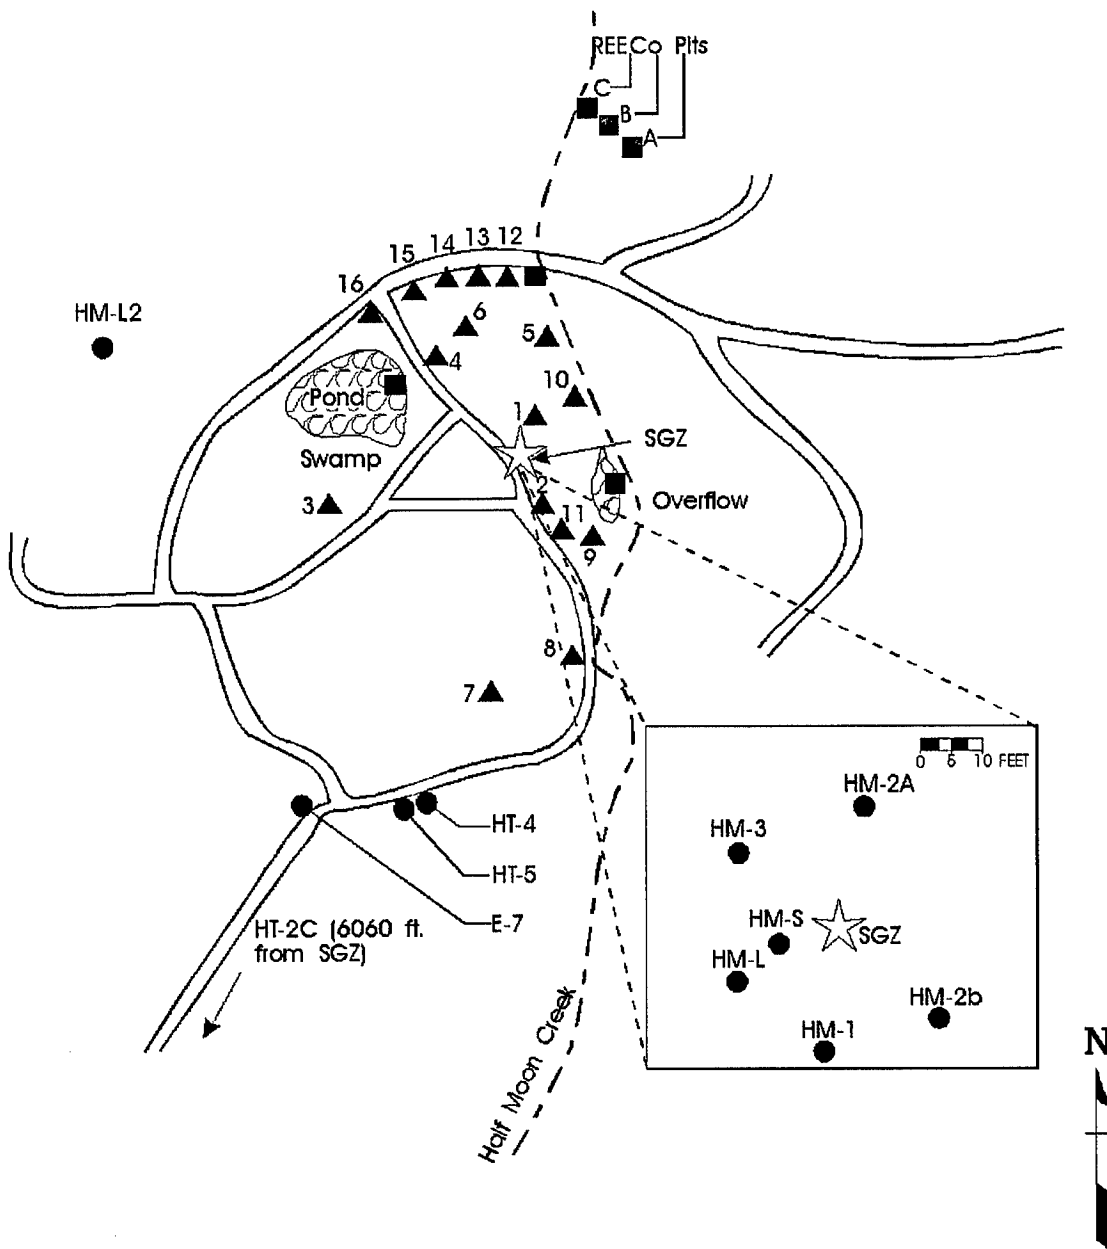 REECo Pits
C
B
A
12
13
14
15
16
HM-L2
6
5
4
10
Pond
1
SGZ
Swamp
2
3
Overflow
11
9
8
7
0 5 10 FEET
HM-2A
HM-3
HT-4
HT-5
E-7
HT-2C (6060 ft.
from SGZ)
HM-S
SGZ
HM-L
HM-2b
HM-1
Half Moon Creek
N